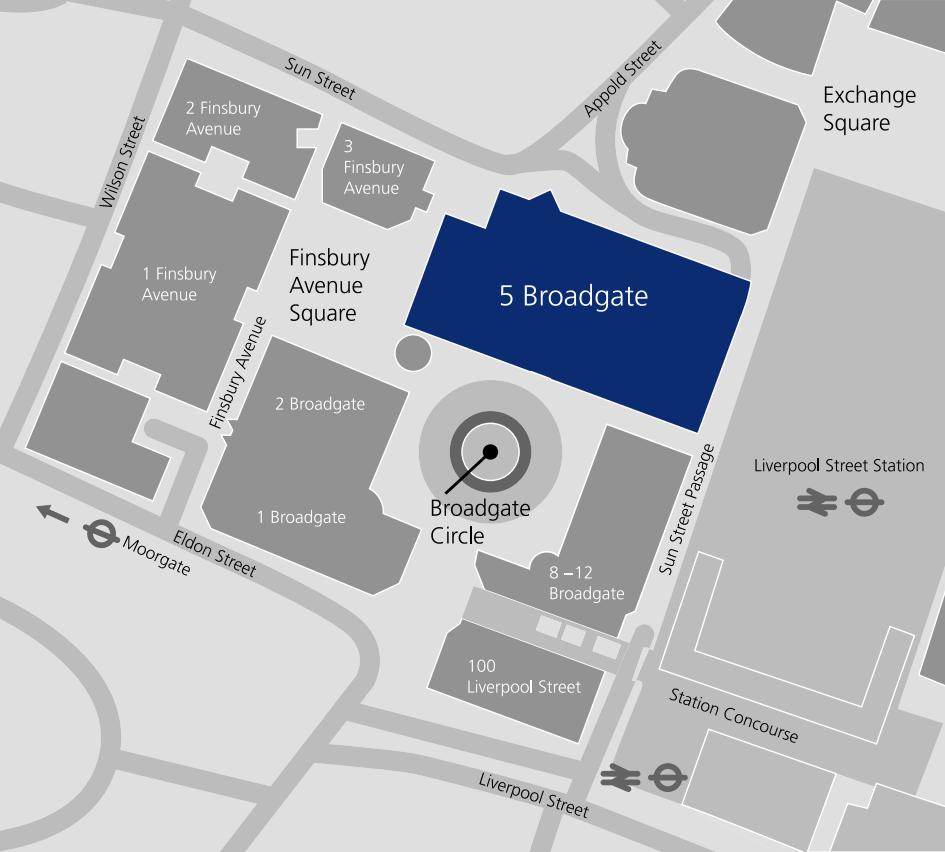 Sun Street
Appold Street
Exchange
Square
2 Finsbury
Avenue
Wilson Street
3
Finsbury
Avenue
Finsbury
Avenue
Square
1 Finsbury
Avenue
5 Broadgate
Finsbury Avenue
2 Broadgate
Liverpool Street Station
Sun Street Passage
Broadgate
Circle
1 Broadgate
Moorgate
Eldon Street
8 –12
Broadgate
100
Liverpool Street
Station Concourse
Liverpool Street